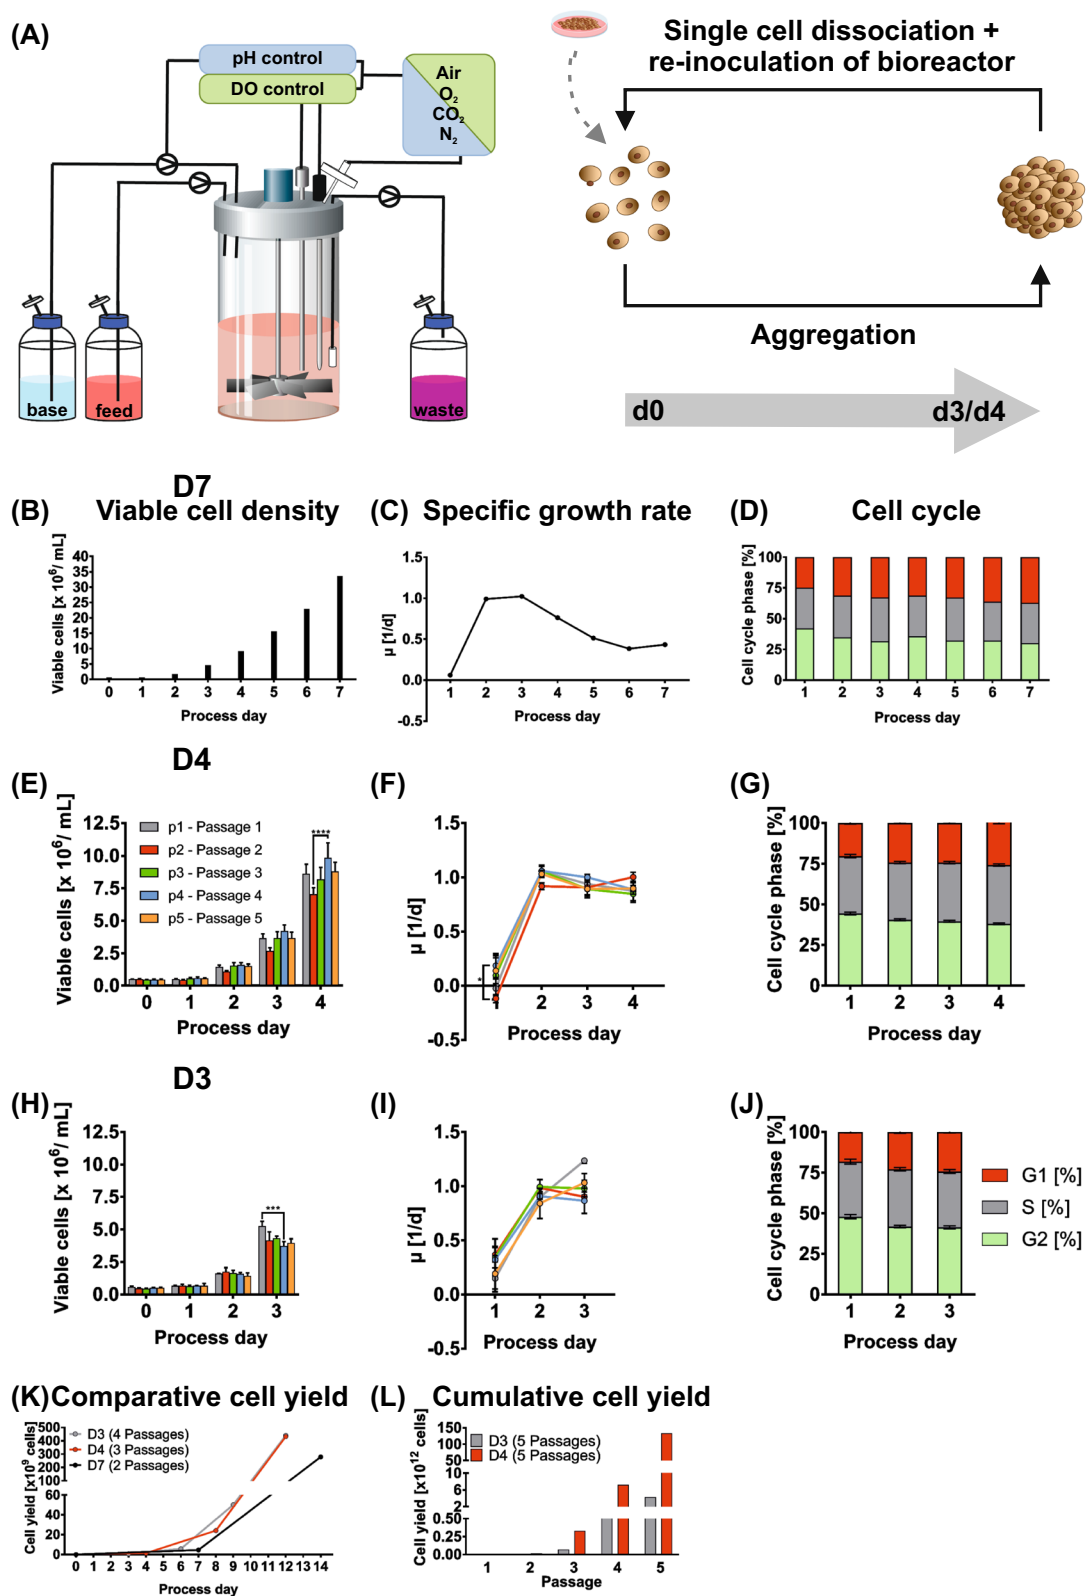 (A)
pH control
DO control
Air
O2
CO2
N2
base
feed
waste
Single cell dissociation +
re-inoculation of bioreactor
Aggregation
d0
d3/d4
D7
(B) Viable cell density
Viable cells [x 10⁶/ mL]
40
35
30
25
20
15
10
5
0
0 1 2 3 4 5 6 7
Process day
(C) Specific growth rate
µ [1/d]
1.5
1.0
0.5
0.0
-0.5
1 2 3 4 5 6 7
Process day
(D) Cell cycle
Cell cycle phase [%]
100
75
50
25
0
1 2 3 4 5 6 7
Process day
D4
(E)
Viable cells [x 10⁶/ mL]
12.5
10.0
7.5
5.0
2.5
0.0
p1 - Passage 1
p2 - Passage 2
p3 - Passage 3
p4 - Passage 4
p5 - Passage 5
****
0 1 2 3 4
Process day
(F)
µ [1/d]
1.5
1.0
0.5
0.0
-0.5
*
1 2 3 4
Process day
(G)
Cell cycle phase [%]
100
75
50
25
0
1 2 3 4
Process day
D3
(H)
Viable cells [x 10⁶/ mL]
12.5
10.0
7.5
5.0
2.5
0.0
***
0 1 2 3
Process day
(I)
µ [1/d]
1.5
1.0
0.5
0.0
-0.5
1 2 3
Process day
(J)
Cell cycle phase [%]
100
75
50
25
0
1 2 3
Process day
G1 [%]
S [%]
G2 [%]
(K) Comparative cell yield
Cell yield [x10⁹ cells]
500
400
300
200
100
60
40
20
0
D3 (4 Passages)
D4 (3 Passages)
D7 (2 Passages)
0 1 2 3 4 5 6 7 8 9 10 11 12 13 14
Process day
(L) Cumulative cell yield
Cell yield [x10¹² cells]
150
100
50
10
6
2
0.50
0.25
0.00
D3 (5 Passages)
D4 (5 Passages)
1 2 3 4 5
Passage